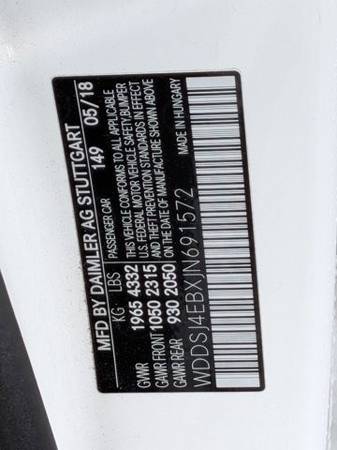 MFD BY DAIMLER AG STUTTGART
PASSENGER CAR 149 05/18
KG LBS
GVWR 1965 4332
GAWR FRONT 1050 2315
GAWR REAR 930 2050
THIS VEHICLE CONFORMS TO ALL APPLICABLE
U.S. FEDERAL MOTOR VEHICLE SAFETY, BUMPER
AND THEFT PREVENTION STANDARDS IN EFFECT
ON THE DATE OF MANUFACTURE SHOWN ABOVE
MADE IN HUNGARY
WDDSJ4EBXJN691572